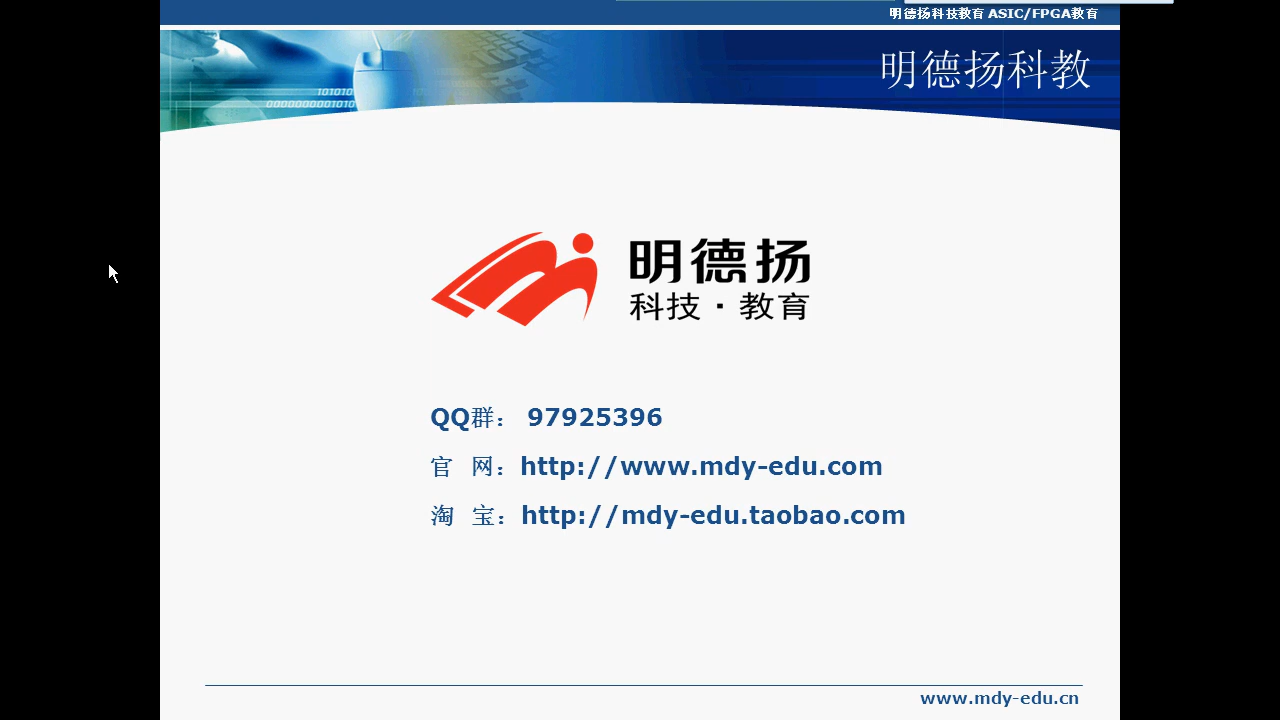 明德扬科技教育 ASIC/FPGA教育
明德扬科教
101010
0000000001010
明德扬
科技·教育
QQ群： 97925396
官 网：http://www.mdy-edu.com
淘 宝：http://mdy-edu.taobao.com
www.mdy-edu.cn